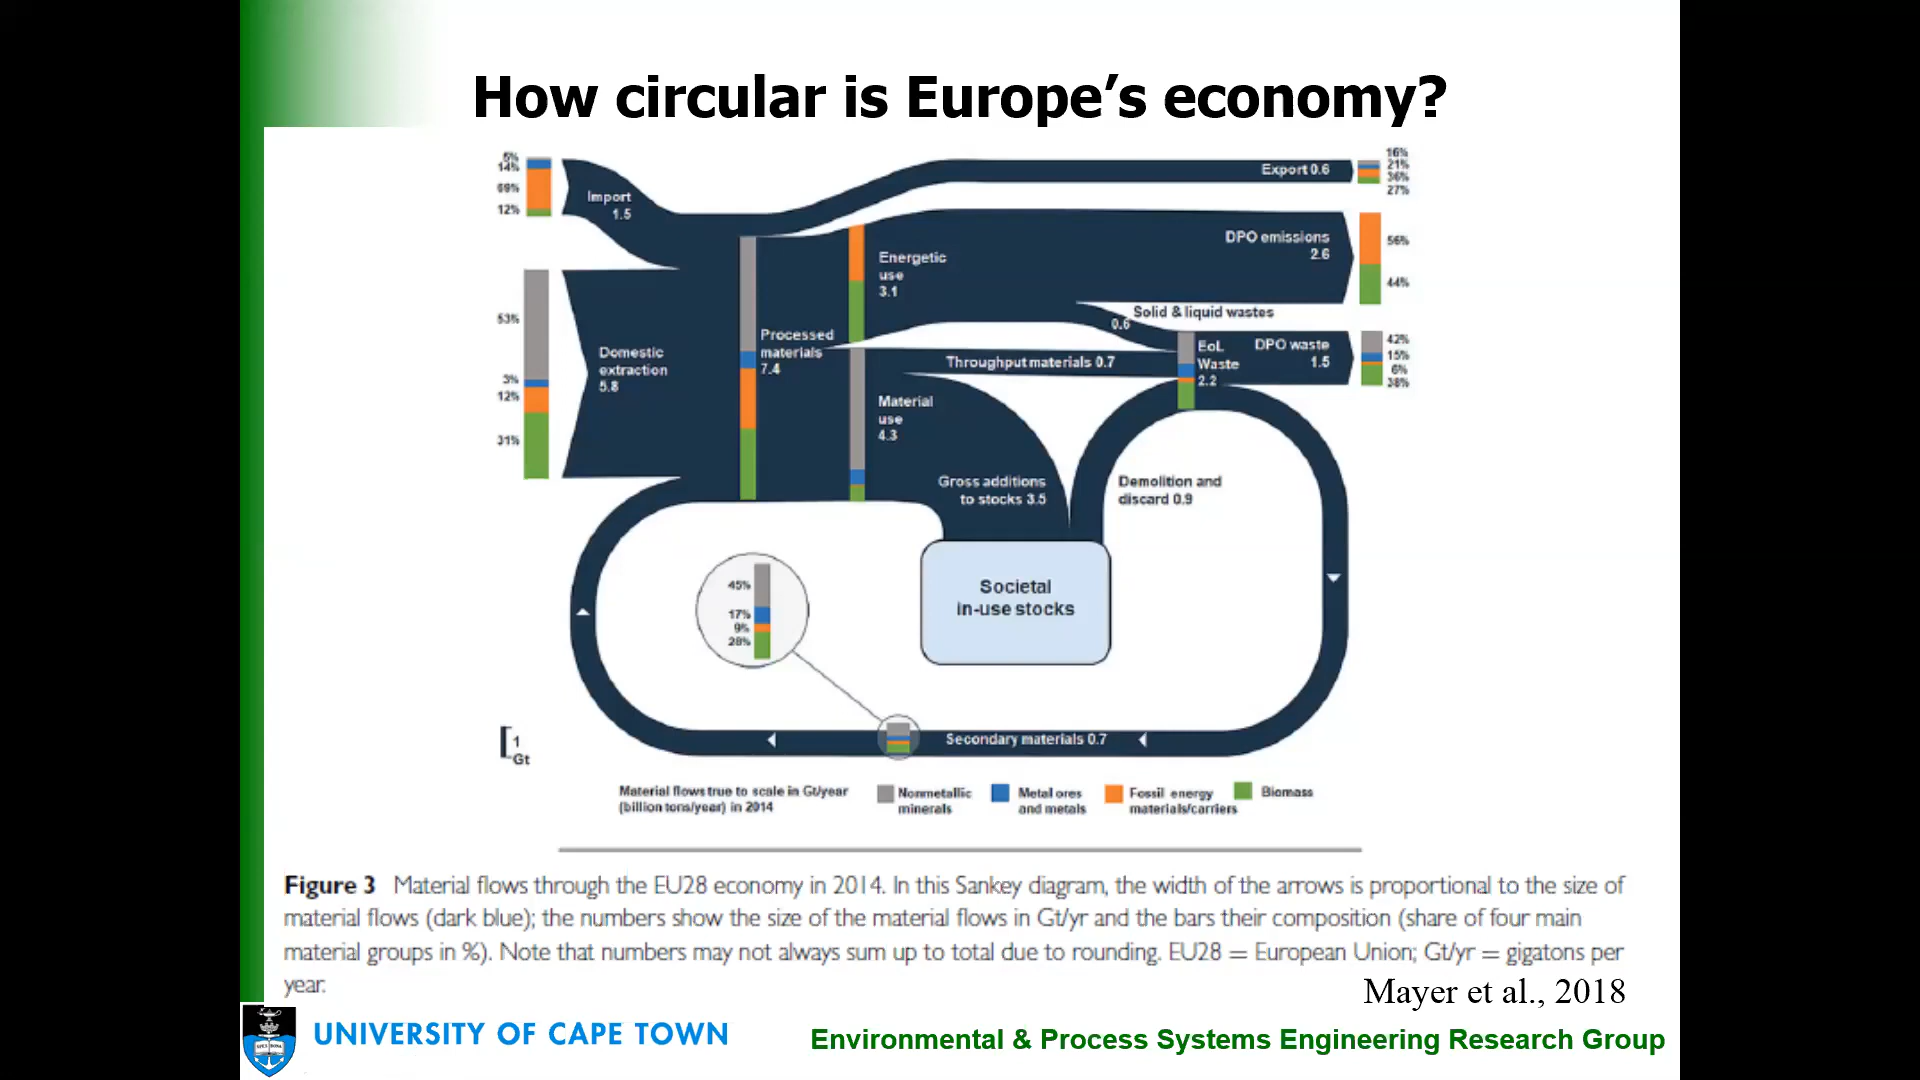 How circular is Europe’s economy?
5%
14%
69%
12%
Import
1.5
Export 0.6
16%
21%
36%
27%
53%
3%
12%
31%
Domestic
extraction
5.8
Processed
materials
7.4
Energetic
use
3.1
DPO emissions
2.6
56%
44%
Solid & liquid wastes
0.6
Throughput materials 0.7
EoL
Waste
2.2
DPO waste
1.5
42%
15%
6%
38%
Material
use
4.3
Gross additions
to stocks 3.5
Demolition and
discard 0.9
Societal
in-use stocks
45%
17%
9%
28%
Secondary materials 0.7
1
Gt
Material flows true to scale in Gt/year
(billion tons/year) in 2014
Nonmetallic
minerals
Metal ores
and metals
Fossil energy
materials/carriers
Biomass
Figure 3 Material flows through the EU28 economy in 2014. In this Sankey diagram, the width of the arrows is proportional to the size of
material flows (dark blue); the numbers show the size of the material flows in Gt/yr and the bars their composition (share of four main
material groups in %). Note that numbers may not always sum up to total due to rounding. EU28 = European Union; Gt/yr = gigatons per
year.
Mayer et al., 2018
UNIVERSITY OF CAPE TOWN
Environmental & Process Systems Engineering Research Group